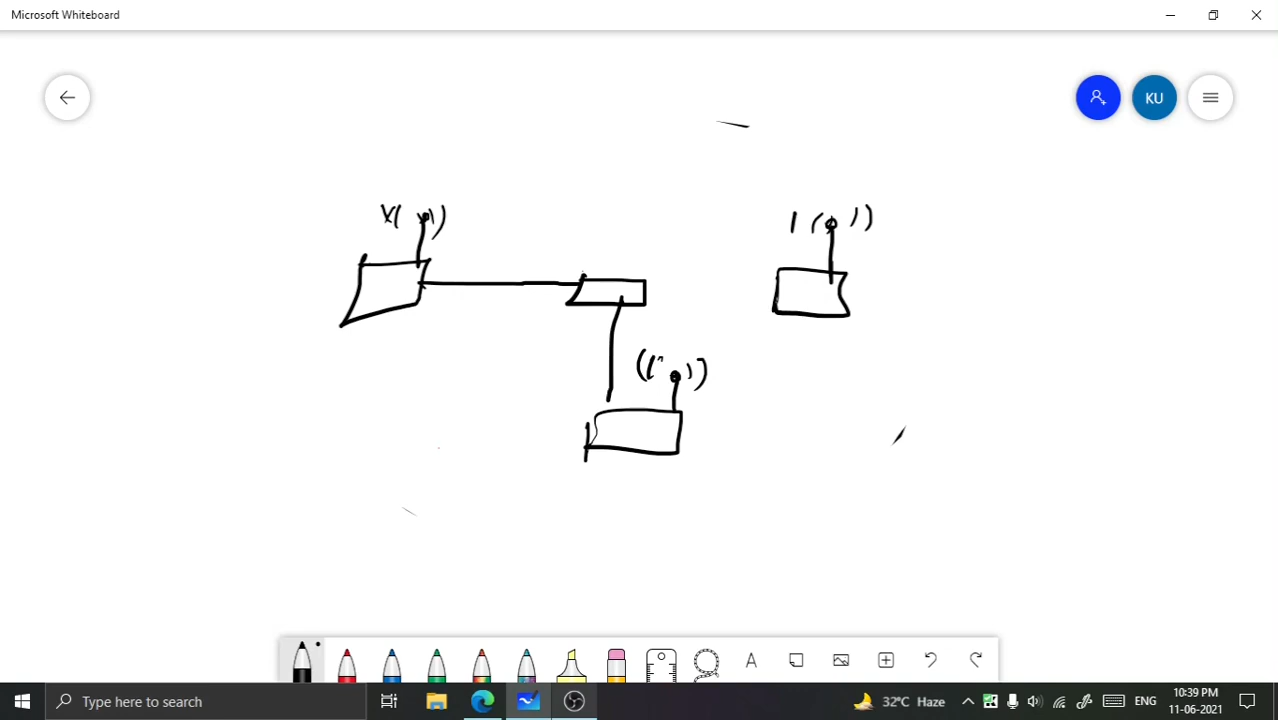 Microsoft Whiteboard
KU
A
Type here to search
32°C Haze
ENG
10:39 PM
11-06-2021